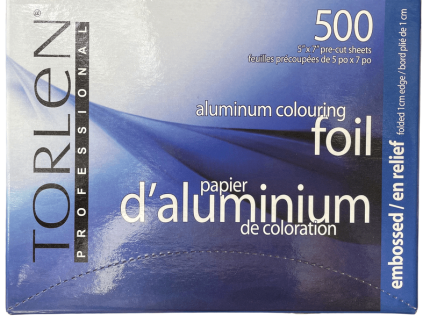 TORLEN®
PROFESSIONAL
500
5" x 7" pre-cut sheets
feuilles précoupées de 5 po x 7 po
aluminum colouring
foil
papier
d'aluminium
de coloration
embossed / en relief
folded 1cm edge / bord plié de 1 cm